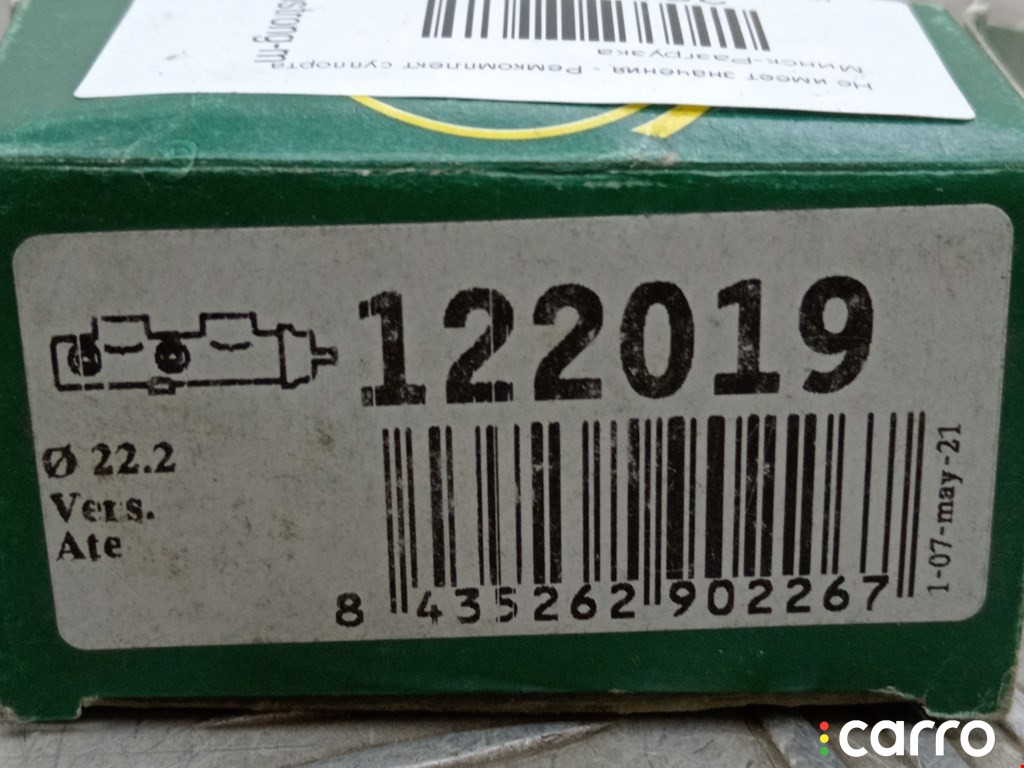 Не имеет значения - Ремкомплект суппорта
Минск-Разгрузка
122019
Ø 22.2
Vers.
Ate
8 435262 902267
1-07-may-21
carro